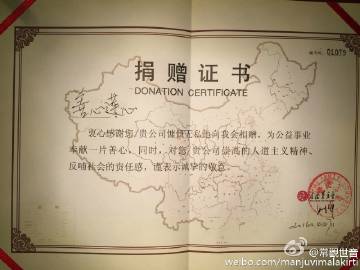 QL079
捐赠证书
DONATION CERTIFICATE
善心莲心
衷心感谢您/贵公司慷慨无私地向我会捐赠,为公益事业
奉献一片善心。同时,对您/贵公司崇高的人道主义精神、
反哺社会的责任感,谨表示诚挚的敬意。
@常觀世音
weibo.com/manjuvimalakirti